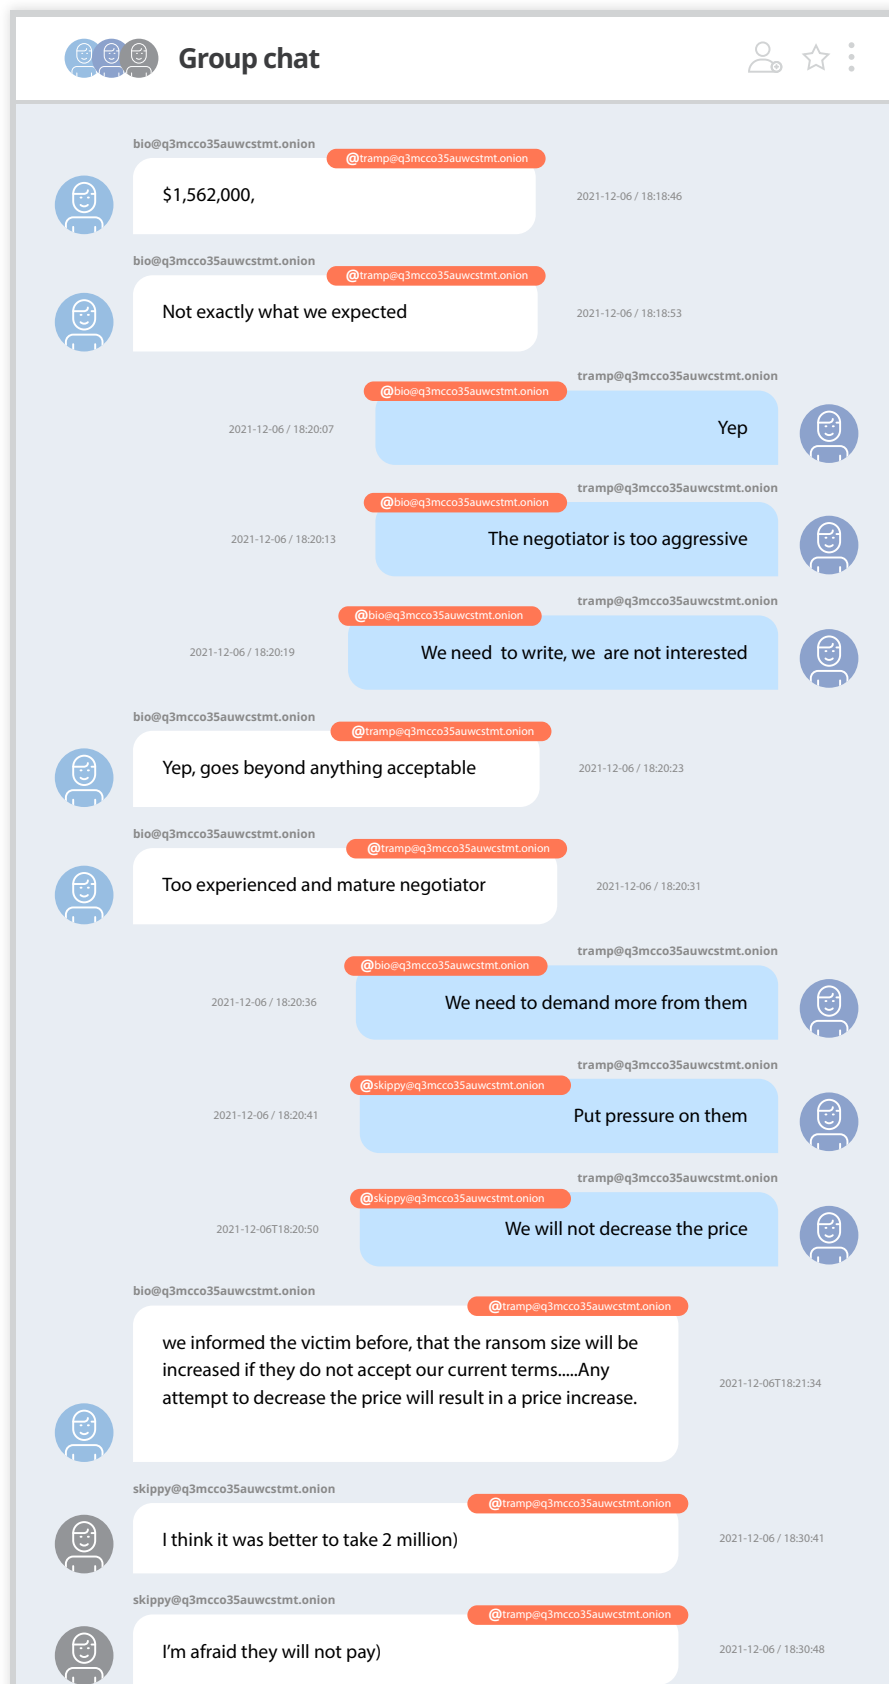 Group chat
bio@q3mcco35auwcstmt.onion
@tramp@q3mcco35auwcstmt.onion
$1,562,000,
2021-12-06 / 18:18:46
bio@q3mcco35auwcstmt.onion
@tramp@q3mcco35auwcstmt.onion
Not exactly what we expected
2021-12-06 / 18:18:53
tramp@q3mcco35auwcstmt.onion
@bio@q3mcco35auwcstmt.onion
2021-12-06 / 18:20:07
Yep
tramp@q3mcco35auwcstmt.onion
@bio@q3mcco35auwcstmt.onion
2021-12-06 / 18:20:13
The negotiator is too aggressive
tramp@q3mcco35auwcstmt.onion
@bio@q3mcco35auwcstmt.onion
2021-12-06 / 18:20:19
We need to write, we are not interested
bio@q3mcco35auwcstmt.onion
@tramp@q3mcco35auwcstmt.onion
Yep, goes beyond anything acceptable
2021-12-06 / 18:20:23
bio@q3mcco35auwcstmt.onion
@tramp@q3mcco35auwcstmt.onion
Too experienced and mature negotiator
2021-12-06 / 18:20:31
tramp@q3mcco35auwcstmt.onion
@bio@q3mcco35auwcstmt.onion
2021-12-06 / 18:20:36
We need to demand more from them
tramp@q3mcco35auwcstmt.onion
@skippy@q3mcco35auwcstmt.onion
2021-12-06 / 18:20:41
Put pressure on them
tramp@q3mcco35auwcstmt.onion
@skippy@q3mcco35auwcstmt.onion
2021-12-06T18:20:50
We will not decrease the price
bio@q3mcco35auwcstmt.onion
@tramp@q3mcco35auwcstmt.onion
we informed the victim before, that the ransom size will be
increased if they do not accept our current terms.....Any
attempt to decrease the price will result in a price increase.
2021-12-06T18:21:34
skippy@q3mcco35auwcstmt.onion
@tramp@q3mcco35auwcstmt.onion
I think it was better to take 2 million)
2021-12-06 / 18:30:41
skippy@q3mcco35auwcstmt.onion
@tramp@q3mcco35auwcstmt.onion
I'm afraid they will not pay)
2021-12-06 / 18:30:48